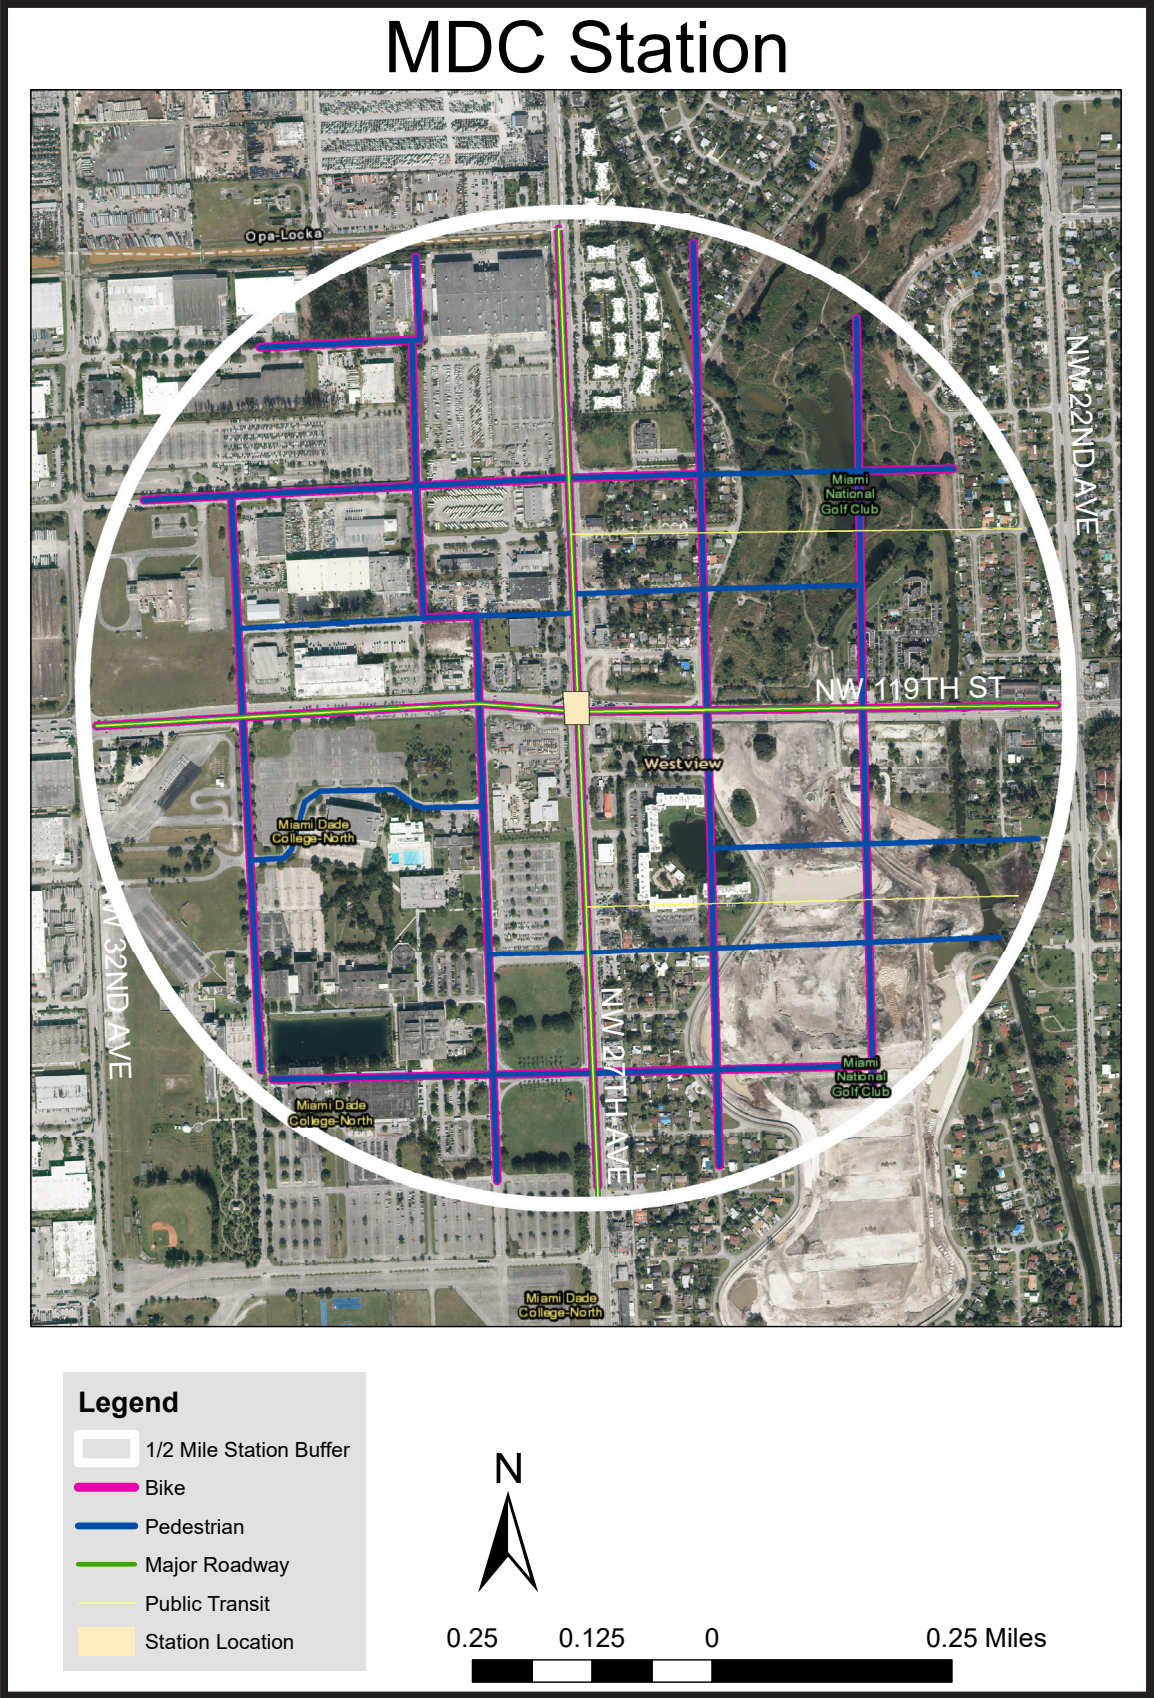 MDC Station
Opa-Locka
NW 22ND AVE
Miami
National
Golf Club
NW 119TH ST
Westview
Miami Dade
College-North
NW 32ND AVE
NW 27TH AVE
Miami
National
Golf Club
Miami Dade
College-North
Miami Dade
College-North
Legend
1/2 Mile Station Buffer
Bike
Pedestrian
Major Roadway
Public Transit
Station Location
N
0.25 0.125 0 0.25 Miles